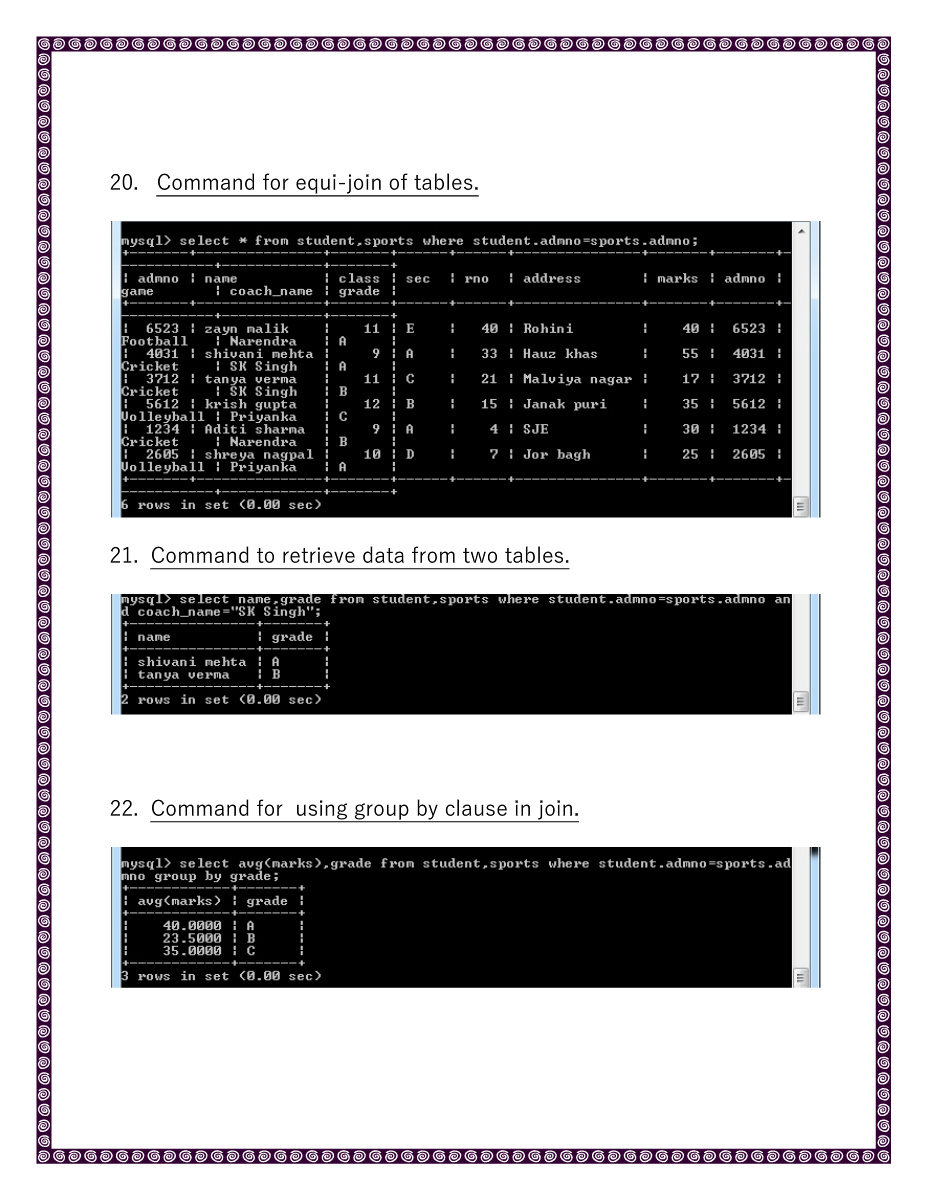 20. Command for equi-join of tables.
mysql> select * from student,sports where student.admno=sports.admno;
+--------+---------------+-------+------+------+---------------+-------+-------+-
-----------+------------+-------+
| admno | name | class | sec | rno | address | marks | admno |
game | coach_name | grade |
+--------+---------------+-------+------+------+---------------+-------+-------+-
-----------+------------+-------+
| 6523 | zayn malik | 11 | E | 40 | Rohini | 40 | 6523 |
Football | Narendra | A |
| 4031 | shivani mehta | 9 | A | 33 | Hauz khas | 55 | 4031 |
Cricket | SK Singh | A |
| 3712 | tanya verma | 11 | C | 21 | Malviya nagar | 17 | 3712 |
Cricket | SK Singh | B |
| 5612 | krish gupta | 12 | B | 15 | Janak puri | 35 | 5612 |
Volleyball | Priyanka | C |
| 1234 | Aditi sharma | 9 | A | 4 | SJE | 30 | 1234 |
Cricket | Narendra | B |
| 2605 | shreya nagpal | 10 | D | 7 | Jor bagh | 25 | 2605 |
Volleyball | Priyanka | A |
+--------+---------------+-------+------+------+---------------+-------+-------+-
-----------+------------+-------+
6 rows in set (0.00 sec)
21. Command to retrieve data from two tables.
mysql> select name,grade from student,sports where student.admno=sports.admno an
d coach_name="SK Singh";
+---------------+-------+
| name | grade |
+---------------+-------+
| shivani mehta | A |
| tanya verma | B |
+---------------+-------+
2 rows in set (0.00 sec)
22. Command for using group by clause in join.
mysql> select avg(marks),grade from student,sports where student.admno=sports.ad
mno group by grade;
+------------+-------+
| avg(marks) | grade |
+------------+-------+
| 40.0000 | A |
| 23.5000 | B |
| 35.0000 | C |
+------------+-------+
3 rows in set (0.00 sec)